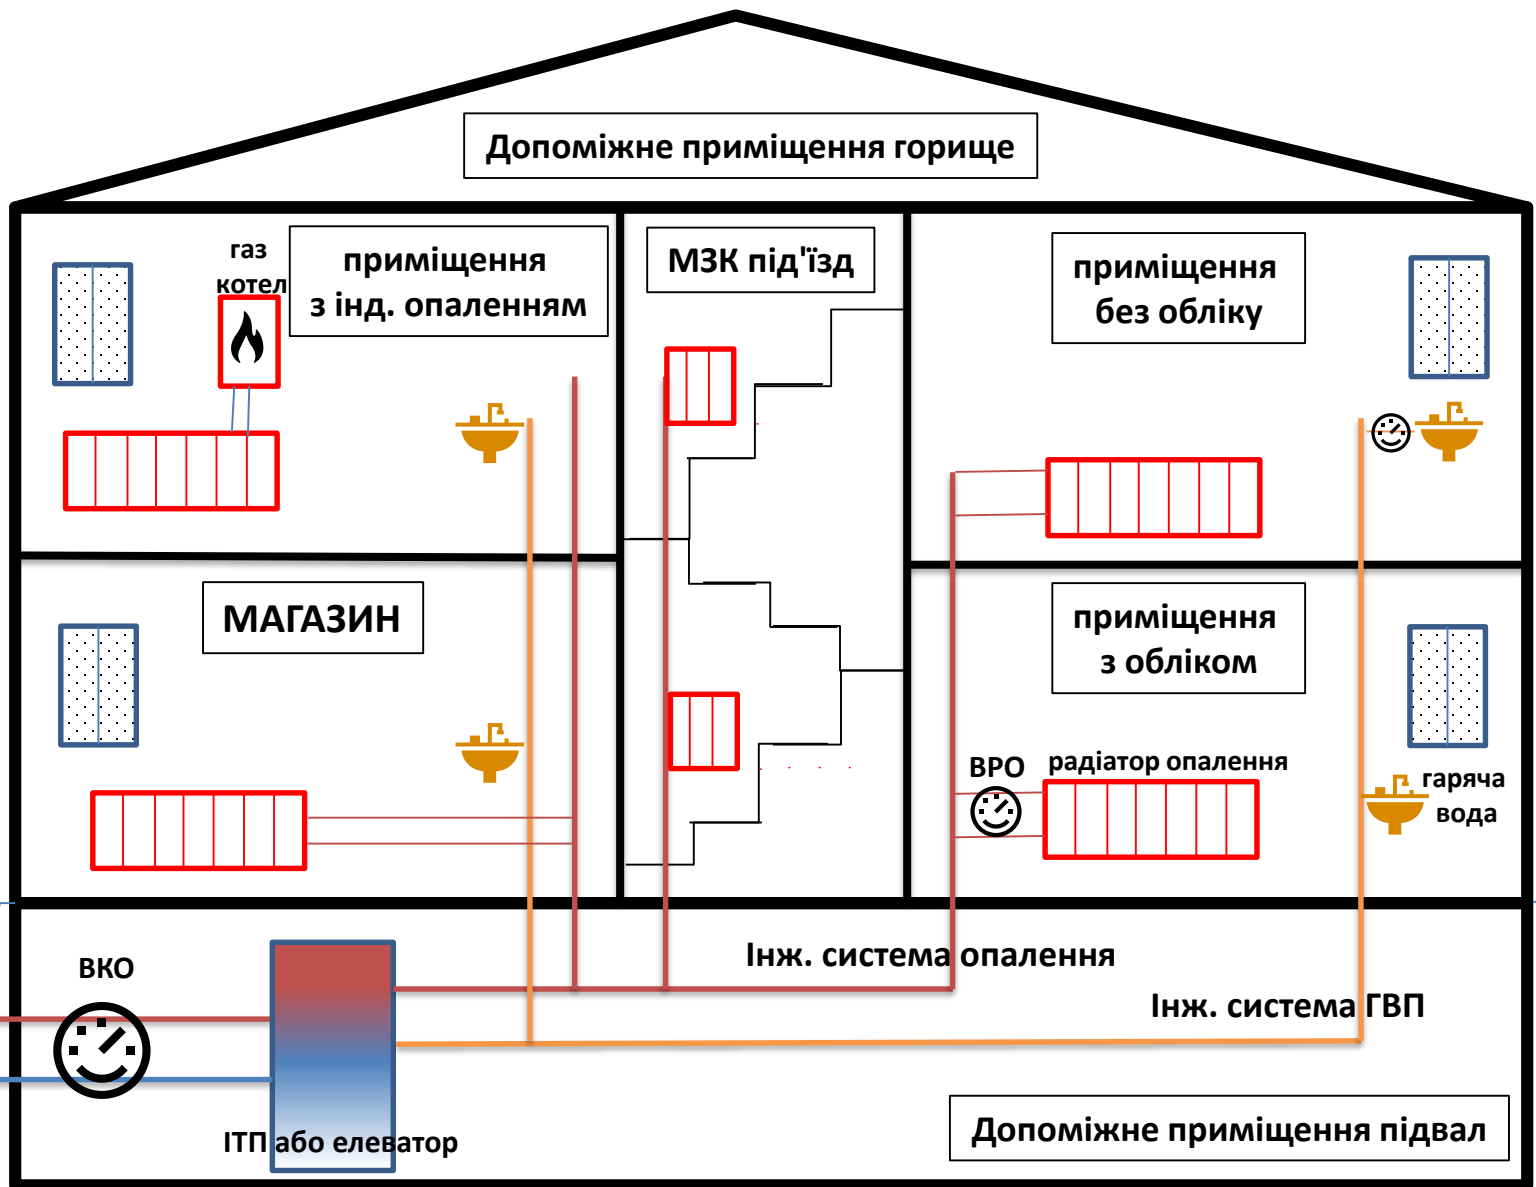 Допоміжне приміщення горище
газ
котел
приміщення
з інд. опаленням
МЗК під'їзд
приміщення
без обліку
МАГАЗИН
приміщення
з обліком
ВРО
радіатор опалення
гаряча
вода
ВКО
Інж. система опалення
Інж. система ГВП
ІТП або елеватор
Допоміжне приміщення підвал